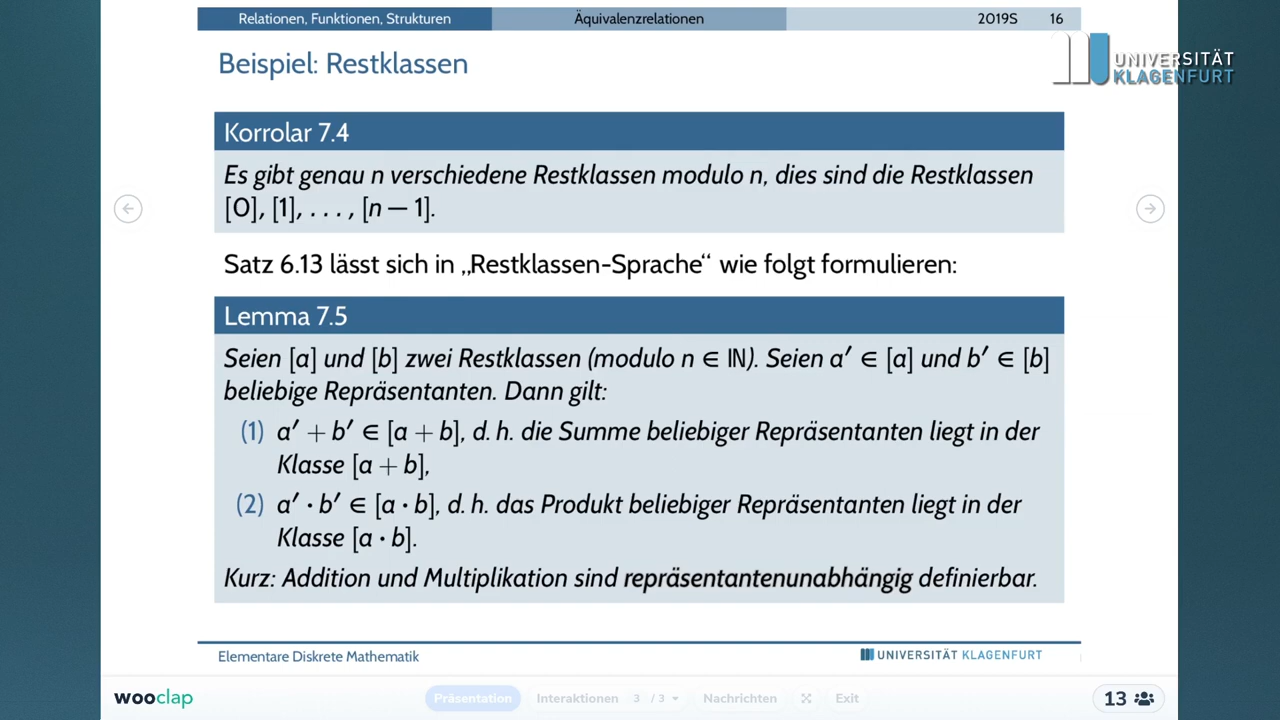 Relationen, Funktionen, Strukturen Äquivalenzrelationen 2019S 16
UNIVERSITÄT
KLAGENFURT
Beispiel: Restklassen
Korrolar 7.4
Es gibt genau n verschiedene Restklassen modulo n, dies sind die Restklassen
[0], [1], . . . , [n − 1].
Satz 6.13 lässt sich in „Restklassen-Sprache“ wie folgt formulieren:
Lemma 7.5
Seien [a] und [b] zwei Restklassen (modulo n ∈ ℕ). Seien a′ ∈ [a] und b′ ∈ [b]
beliebige Repräsentanten. Dann gilt:
(1) a′ + b′ ∈ [a + b], d. h. die Summe beliebiger Repräsentanten liegt in der
Klasse [a + b],
(2) a′ · b′ ∈ [a · b], d. h. das Produkt beliebiger Repräsentanten liegt in der
Klasse [a · b].
Kurz: Addition und Multiplikation sind repräsentantenunabhängig definierbar.
Elementare Diskrete Mathematik UNIVERSITÄT KLAGENFURT
wooclap Präsentation Interaktionen 3 / 3 Nachrichten Exit 13